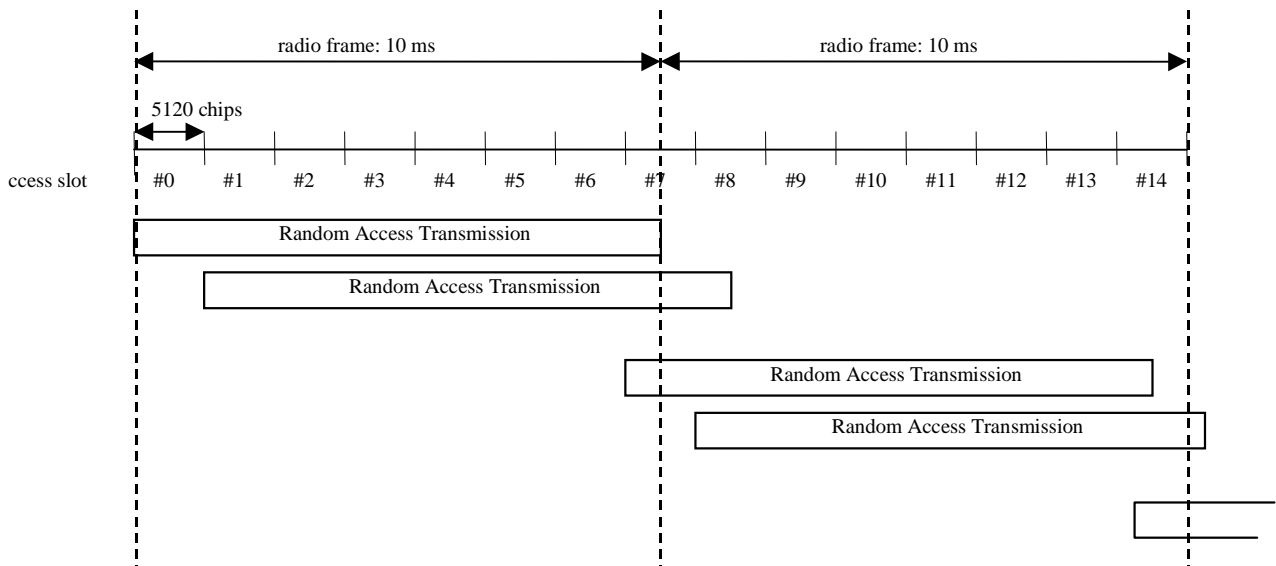 radio frame: 10 ms radio frame: 10 ms
5120 chips
ccess slot #0 #1 #2 #3 #4 #5 #6 #7 #8 #9 #10 #11 #12 #13 #14
Random Access Transmission
Random Access Transmission
Random Access Transmission
Random Access Transmission